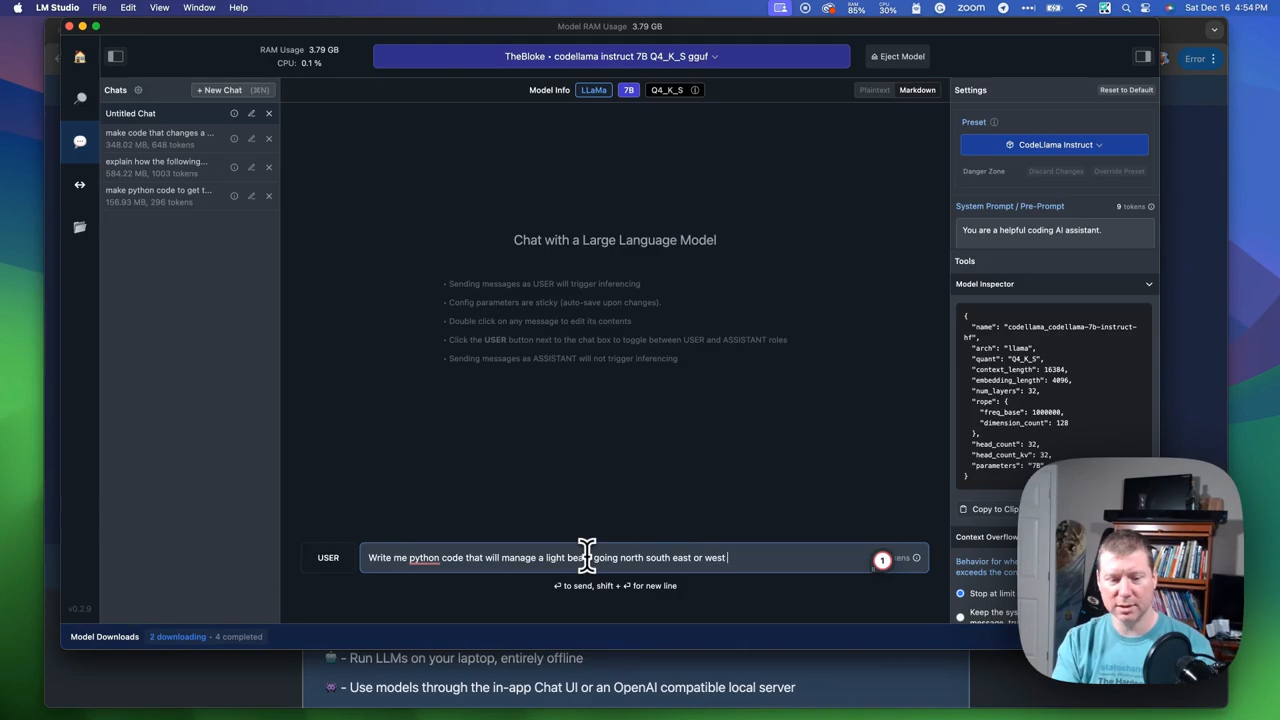 LM Studio File Edit View Window Help
RAM 85% CPU 30% zoom Sat Dec 16 4:54 PM
Model RAM Usage 3.79 GB
RAM Usage 3.79 GB
CPU: 0.1 %
TheBloke • codellama instruct 7B Q4_K_S gguf
Eject Model
Error
Chats
+ New Chat (⌘N)
Model Info LLaMa 7B Q4_K_S
Plaintext Markdown
Settings
Reset to Default
Untitled Chat
make code that changes a ...
348.02 MB, 648 tokens
explain how the following...
584.22 MB, 1003 tokens
make python code to get t...
156.93 MB, 296 tokens
Chat with a Large Language Model
• Sending messages as USER will trigger inferencing
• Config parameters are sticky (auto-save upon changes).
• Double click on any message to edit its contents
• Click the USER button next to the chat box to toggle between USER and ASSISTANT roles
• Sending messages as ASSISTANT will not trigger inferencing
USER
Write me python code that will manage a light going north south east or west
1
↵ to send, shift + ↵ for new line
Preset
CodeLlama Instruct
Danger Zone Discard Changes Override Preset
System Prompt / Pre-Prompt 9 tokens
You are a helpful coding AI assistant.
Tools
Model Inspector
{
"name": "codellama_codellama-7b-instruct-
hf",
"arch": "llama",
"quant": "Q4_K_S",
"context_length": 16384,
"embedding_length": 4096,
"num_layers": 32,
"rope": {
"freq_base": 1000000,
"dimension_count": 128
},
"head_count": 32,
"head_count_kv": 32,
"parameters": "7B"
}
Copy to
Context
Behavior for
exceeds the
Stop at limit
Keep the
v0.2.9
Model Downloads 2 downloading • 4 completed
- Run LLMs on your laptop, entirely offline
- Use models through the in-app Chat UI or an OpenAI compatible local server